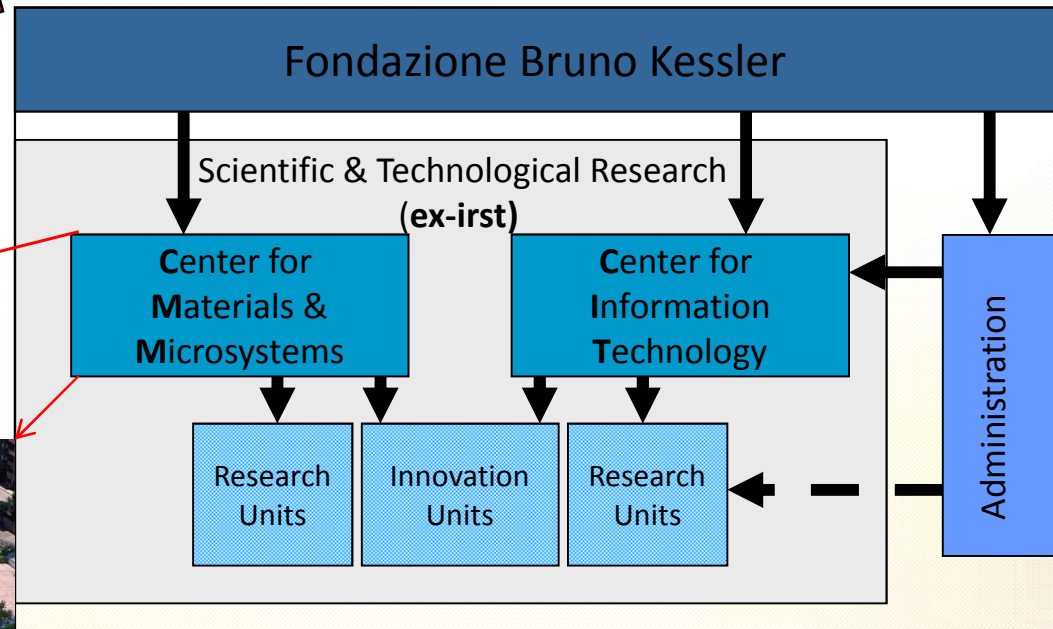 Fondazione Bruno Kessler
Scientific & Technological Research
(ex-irst)
Center for
Materials &
Microsystems
Center for
Information
Technology
Administration
Research
Units
Innovation
Units
Research
Units